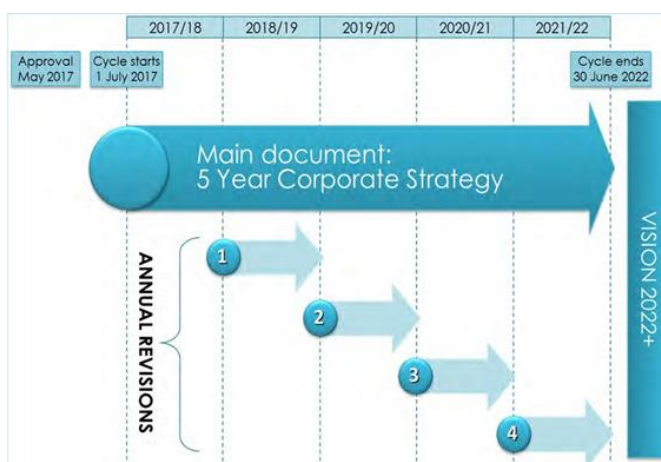 2017/18 2018/19 2019/20 2020/21 2021/22
Approval
May 2017
Cycle starts
1 July 2017
Cycle ends
30 June 2022
Main document:
5 Year Corporate Strategy
ANNUAL REVISIONS
1
2
3
4
VISION 2022+